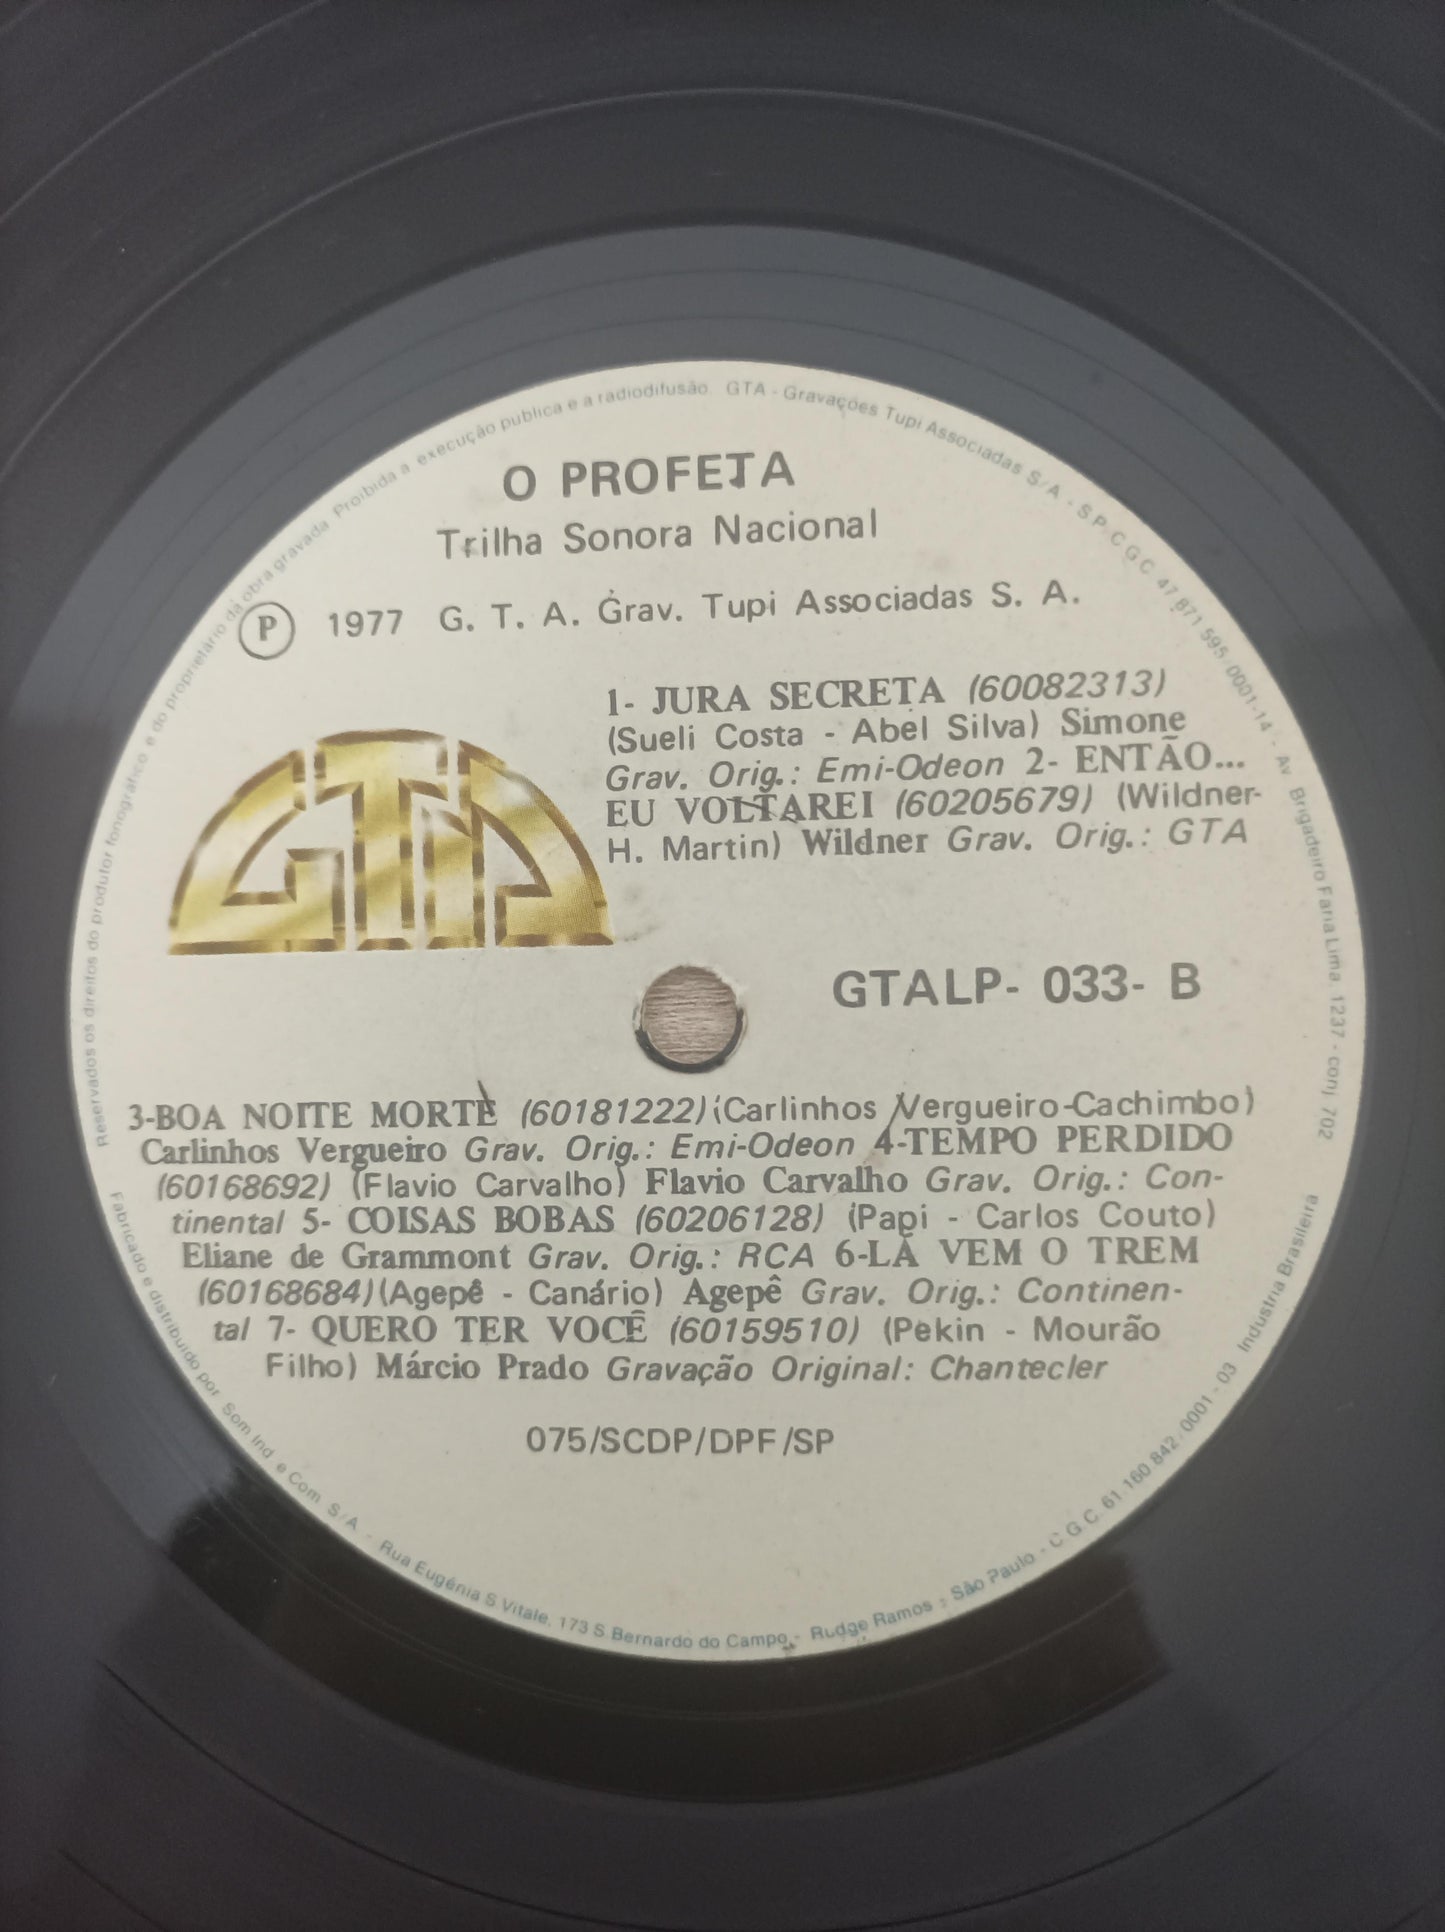 O PROFETA
Trilha Sonora Nacional
P 1977 G. T. A. Grav. Tupi Associadas S. A.
1- JURA SECRETA (60082313)
(Sueli Costa - Abel Silva) Simone
Grav. Orig.: Emi-Odeon 2- ENTÃO...
EU VOLTAREI (60205679) (Wildner-
H. Martin) Wildner Grav. Orig.: GTA
GTA
GTALP- 033- B
3-BOA NOITE MORTE (60181222) (Carlinhos Vergueiro-Cachimbo)
Carlinhos Vergueiro Grav. Orig.: Emi-Odeon 4-TEMPO PERDIDO
(60168692) (Flavio Carvalho) Flavio Carvalho Grav. Orig.: Con-
tinental 5- COISAS BOBAS (60206128) (Papi - Carlos Couto)
Eliane de Grammont Grav. Orig.: RCA 6-LÁ VEM O TREM
(60168684) (Agepê - Canário) Agepê Grav. Orig.: Continen-
tal 7- QUERO TER VOCÊ (60159510) (Pekin - Mourão
Filho) Márcio Prado Gravação Original: Chantecler
075/SCDP/DPF/SP
Reservados os direitos do produtor fonográfico e do proprietário da obra gravada Proibida a execução publica e a radiodifusão GTA - Gravações Tupi Associadas S/A - SP CGC 47 871 595 0001-14 - Av Brigadeiro Faria Lima, 1237 - conj 702
Fabricado e distribuído por Som Ind e Com S/A - Rua Eugênia S Vitale, 173 S Bernardo do Campo - Rudge Ramos - São Paulo - C G C 61.160.842/0001-03 Industria Brasileira